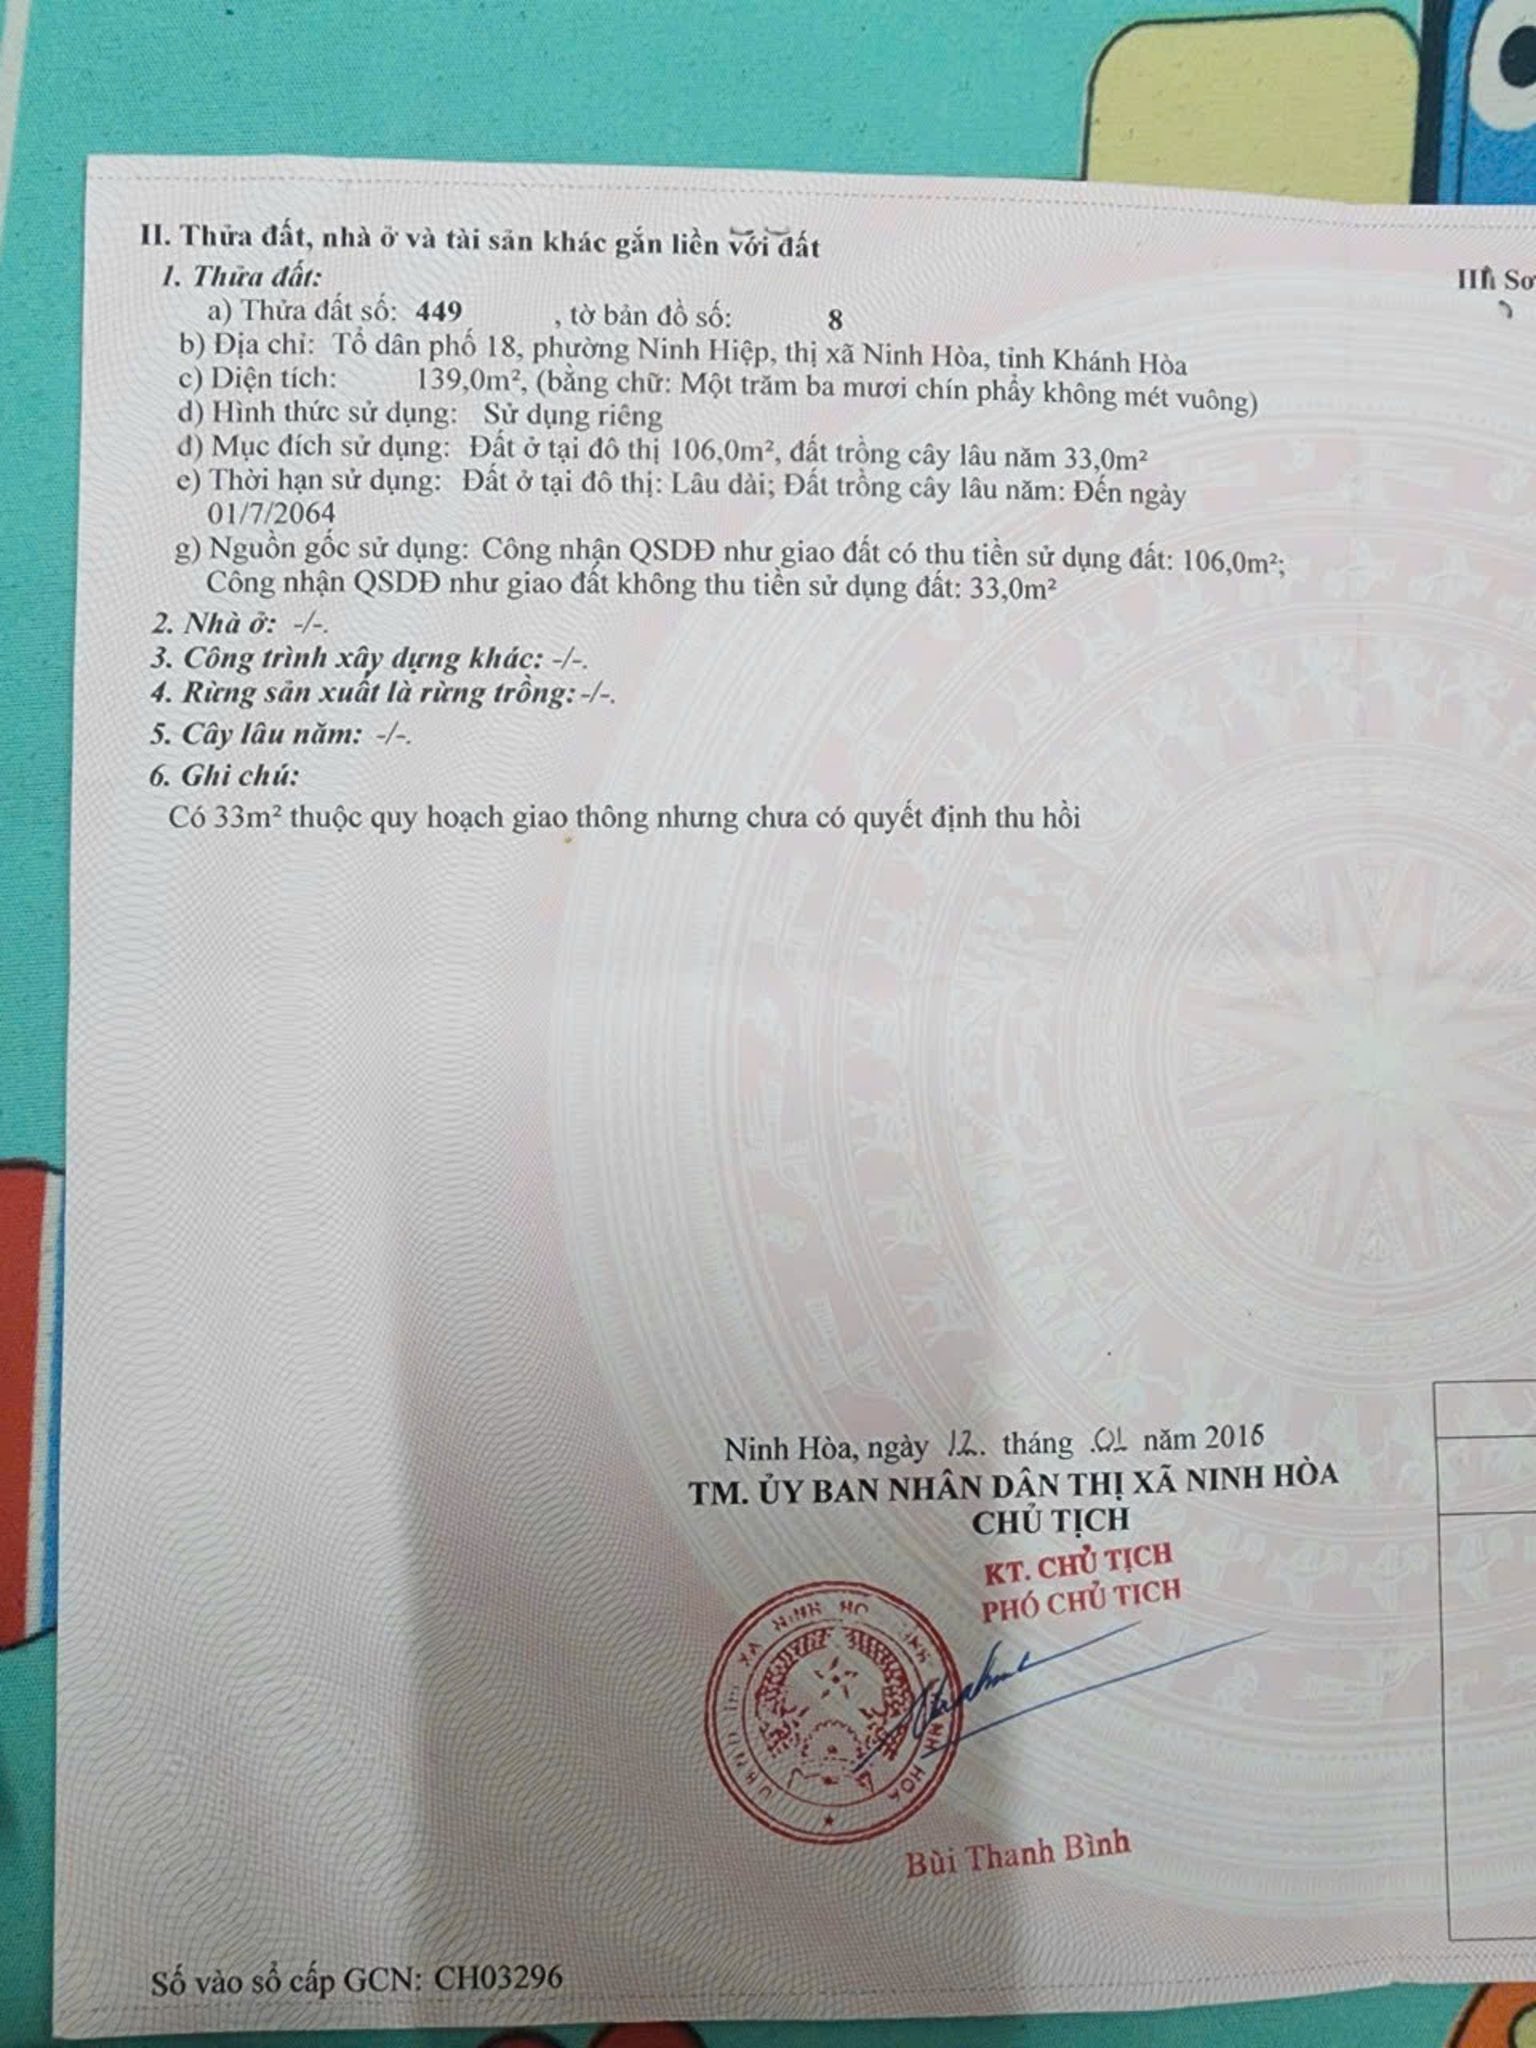 II. Thửa đất, nhà ở và tài sản khác gắn liền với đất
1. Thửa đất:
a) Thửa đất số: 449 , tờ bản đồ số: 8
b) Địa chỉ: Tổ dân phố 18, phường Ninh Hiệp, thị xã Ninh Hòa, tỉnh Khánh Hòa
c) Diện tích: 139,0m², (bằng chữ: Một trăm ba mươi chín phẩy không mét vuông)
d) Hình thức sử dụng: Sử dụng riêng
đ) Mục đích sử dụng: Đất ở tại đô thị 106,0m², đất trồng cây lâu năm 33,0m²
e) Thời hạn sử dụng: Đất ở tại đô thị: Lâu dài; Đất trồng cây lâu năm: Đến ngày
01/7/2064
g) Nguồn gốc sử dụng: Công nhận QSDĐ như giao đất có thu tiền sử dụng đất: 106,0m²;
Công nhận QSDĐ như giao đất không thu tiền sử dụng đất: 33,0m²
2. Nhà ở: -/-.
3. Công trình xây dựng khác: -/-.
4. Rừng sản xuất là rừng trồng: -/-.
5. Cây lâu năm: -/-.
6. Ghi chú:
Có 33m² thuộc quy hoạch giao thông nhưng chưa có quyết định thu hồi
Ninh Hòa, ngày 12. tháng .01 năm 2016
TM. ỦY BAN NHÂN DÂN THỊ XÃ NINH HÒA
CHỦ TỊCH
KT. CHỦ TỊCH
PHÓ CHỦ TỊCH
Bùi Thanh Bình
Số vào sổ cấp GCN: CH03296